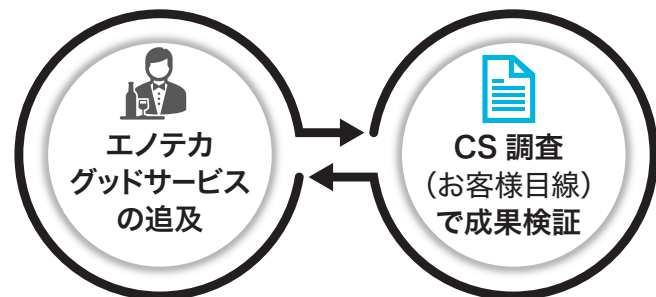 エノテカ
グッドサービス
の追及
CS 調査
（お客様目線）
で成果検証